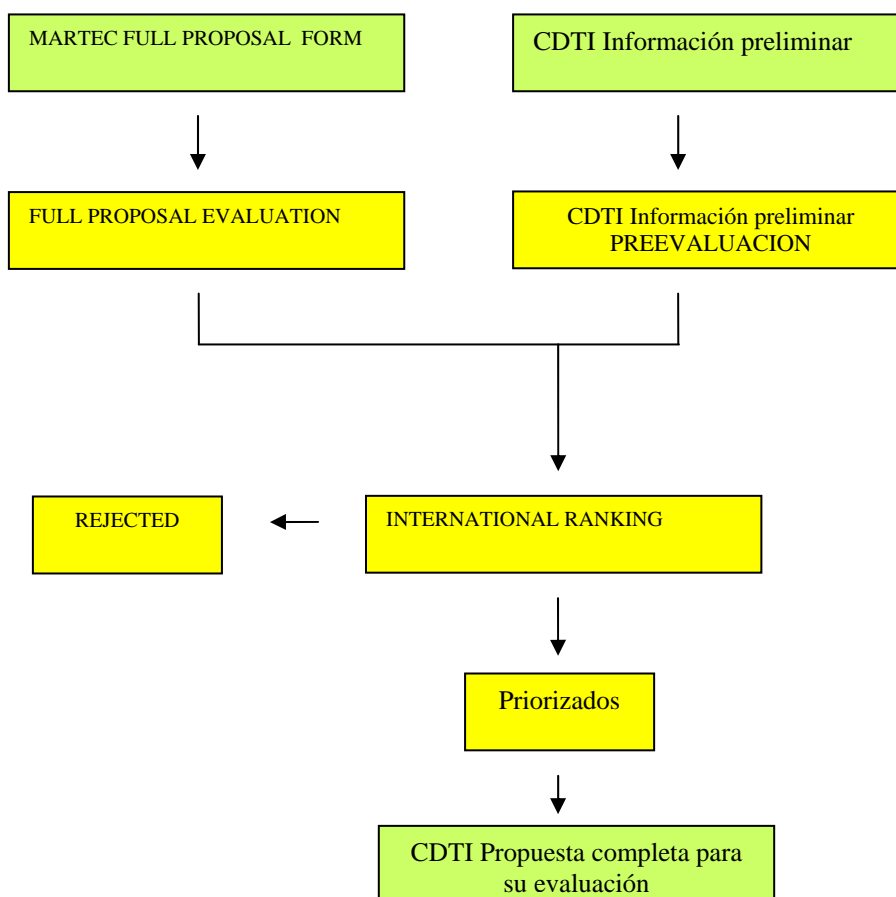 MARTEC FULL PROPOSAL FORM
CDTI Información preliminar
FULL PROPOSAL EVALUATION
CDTI Información preliminar
PREEVALUACION
REJECTED
INTERNATIONAL RANKING
Priorizados
CDTI Propuesta completa para
su evaluación